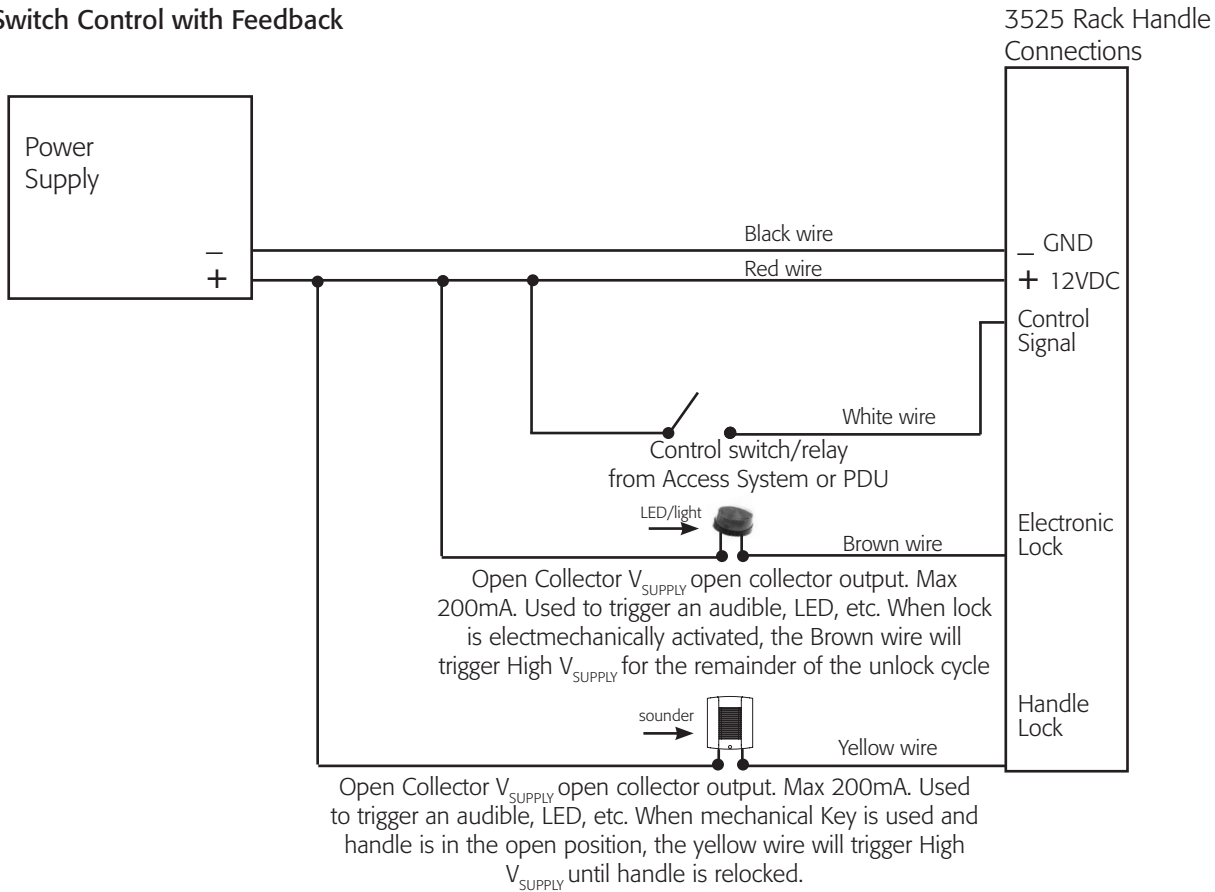 Switch Control with Feedback
3525 Rack Handle
Connections
Power
Supply
_
+
Black wire
Red wire
_ GND
+ 12VDC
Control
Signal
White wire
Control switch/relay
from Access System or PDU
LED/light
Brown wire
Electronic
Lock
Open Collector VSUPPLY open collector output. Max
200mA. Used to trigger an audible, LED, etc. When lock
is electmechanically activated, the Brown wire will
trigger High VSUPPLY for the remainder of the unlock cycle
sounder
Yellow wire
Handle
Lock
Open Collector VSUPPLY open collector output. Max 200mA. Used
to trigger an audible, LED, etc. When mechanical Key is used and
handle is in the open position, the yellow wire will trigger High
VSUPPLY until handle is relocked.